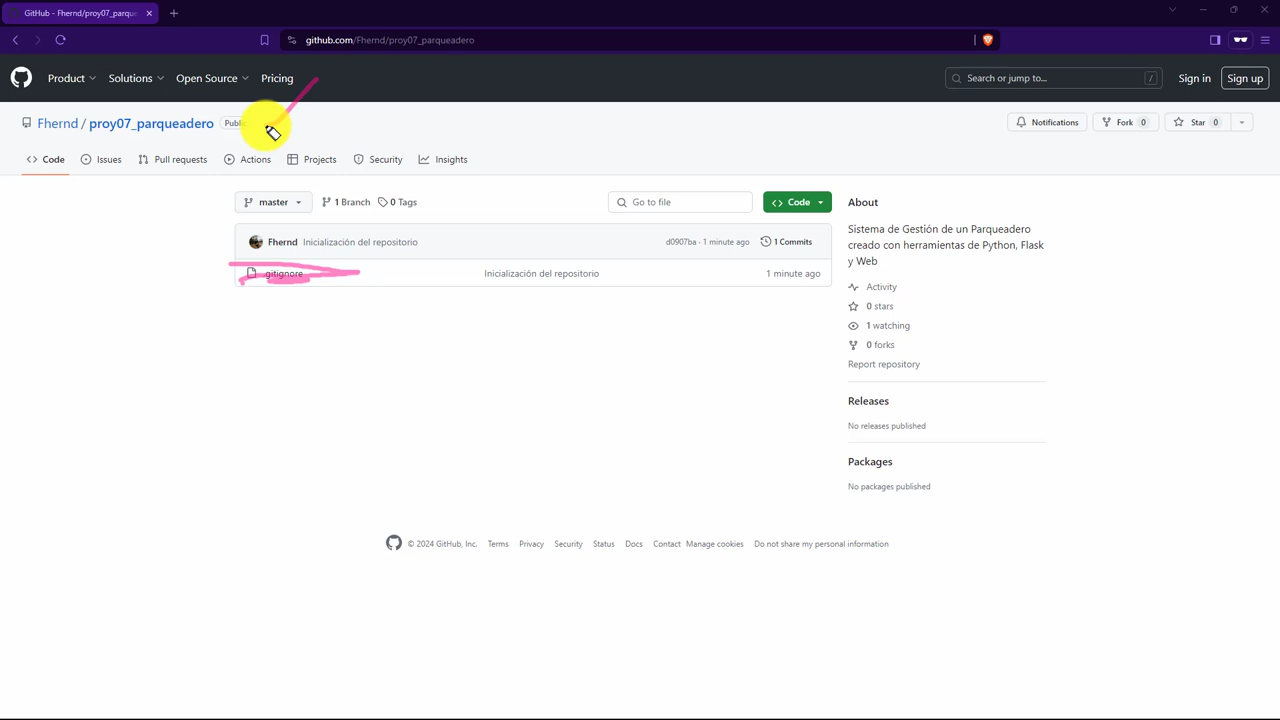 GitHub - Fhernd/proy07_parque
github.com/Fhernd/proy07_parqueadero
Product Solutions Open Source Pricing Search or jump to... / Sign in Sign up
Fhernd / proy07_parqueadero Public Notifications Fork 0 Star 0
Code Issues Pull requests Actions Projects Security Insights
master 1 Branch 0 Tags Go to file Code
Fhernd Inicialización del repositorio d0907ba · 1 minute ago 1 Commits
.gitignore Inicialización del repositorio 1 minute ago
About
Sistema de Gestión de un Parqueadero
creado con herramientas de Python, Flask
y Web
Activity
0 stars
1 watching
0 forks
Report repository
Releases
No releases published
Packages
No packages published
© 2024 GitHub, Inc. Terms Privacy Security Status Docs Contact Manage cookies Do not share my personal information